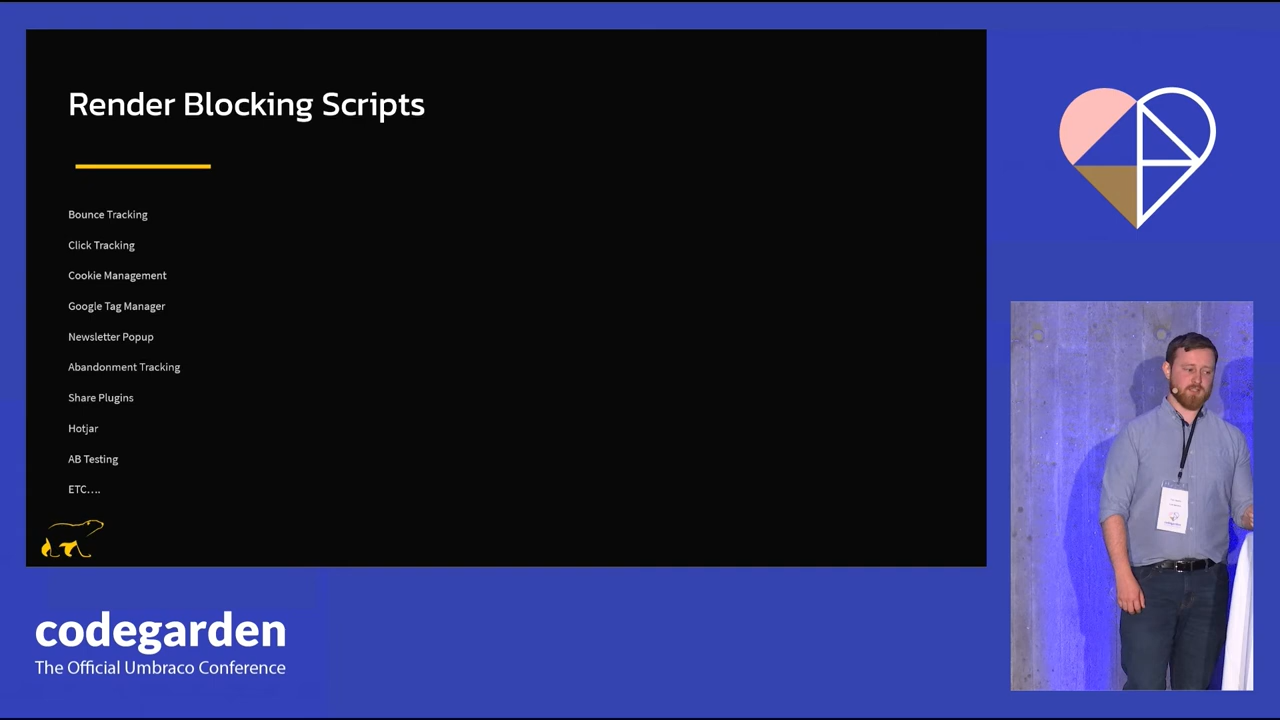 Render Blocking Scripts
Bounce Tracking
Click Tracking
Cookie Management
Google Tag Manager
Newsletter Popup
Abandonment Tracking
Share Plugins
Hotjar
AB Testing
ETC....
codegarden
The Official Umbraco Conference